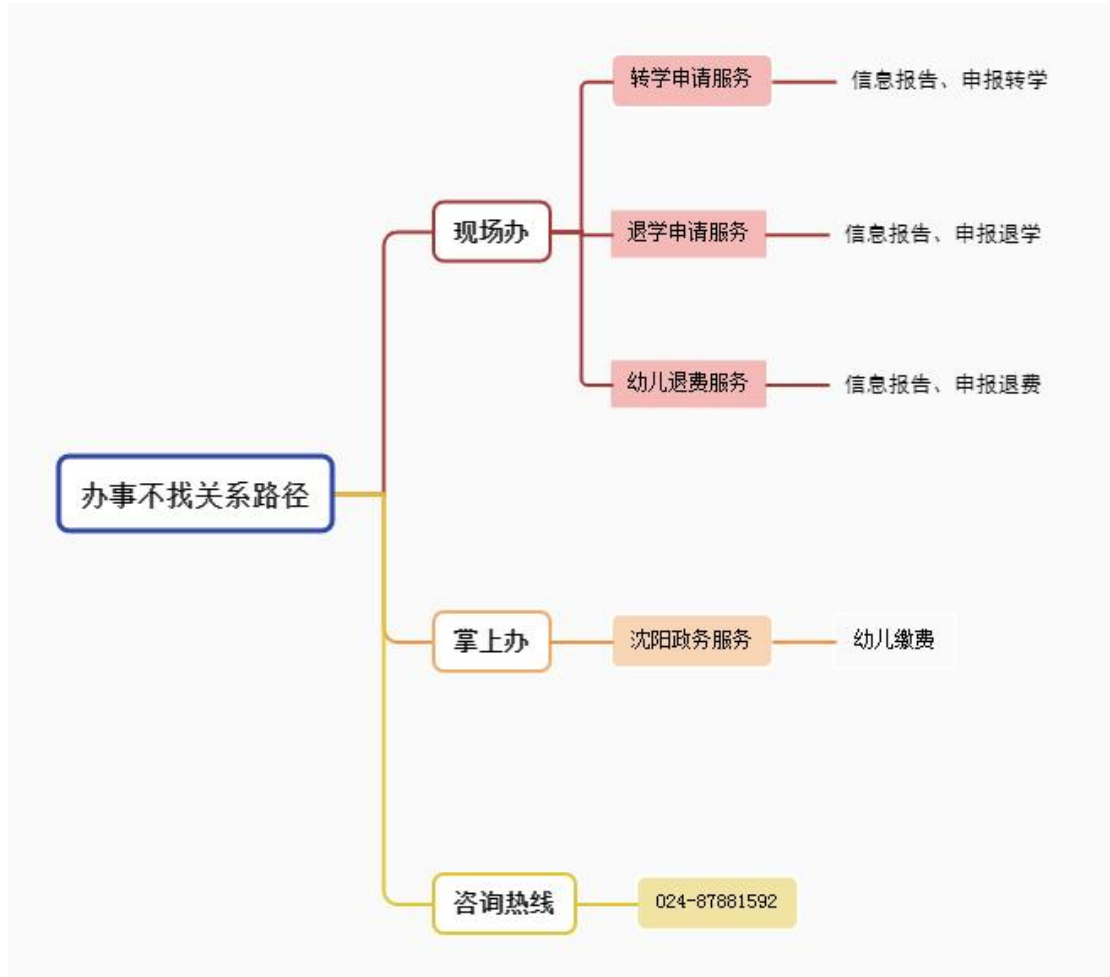 转学申请服务
信息报告、申报转学
现场办
退学申请服务
信息报告、申报退学
幼儿退费服务
信息报告、申报退费
办事不找关系路径
掌上办
沈阳政务服务
幼儿缴费
咨询热线
024-87881592